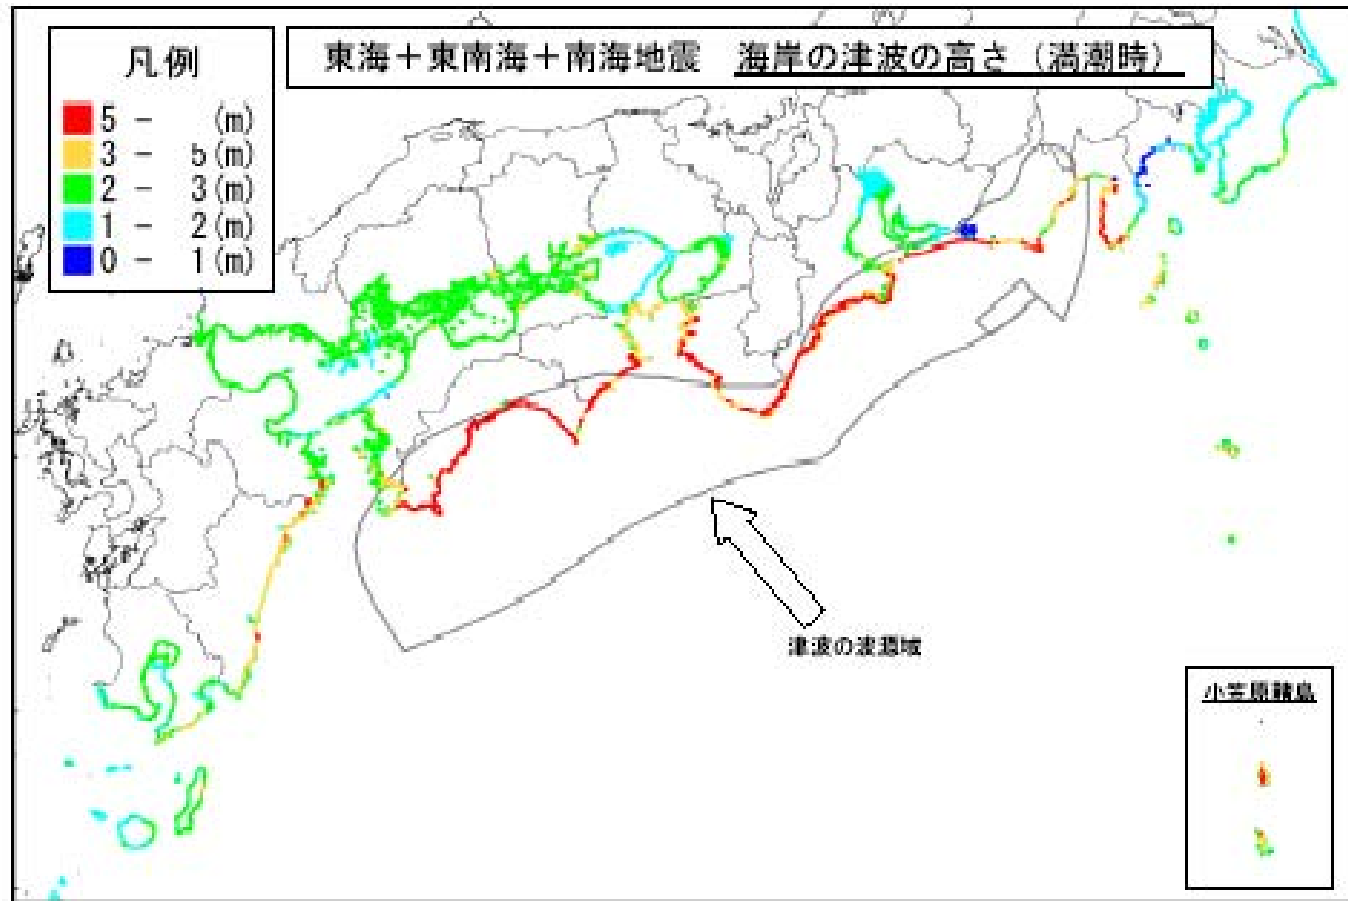 凡例
5 - (m)
3 - 5(m)
2 - 3(m)
1 - 2(m)
0 - 1(m)
東海＋東南海＋南海地震 海岸の津波の高さ（満潮時）
津波の波源域
小笠原諸島